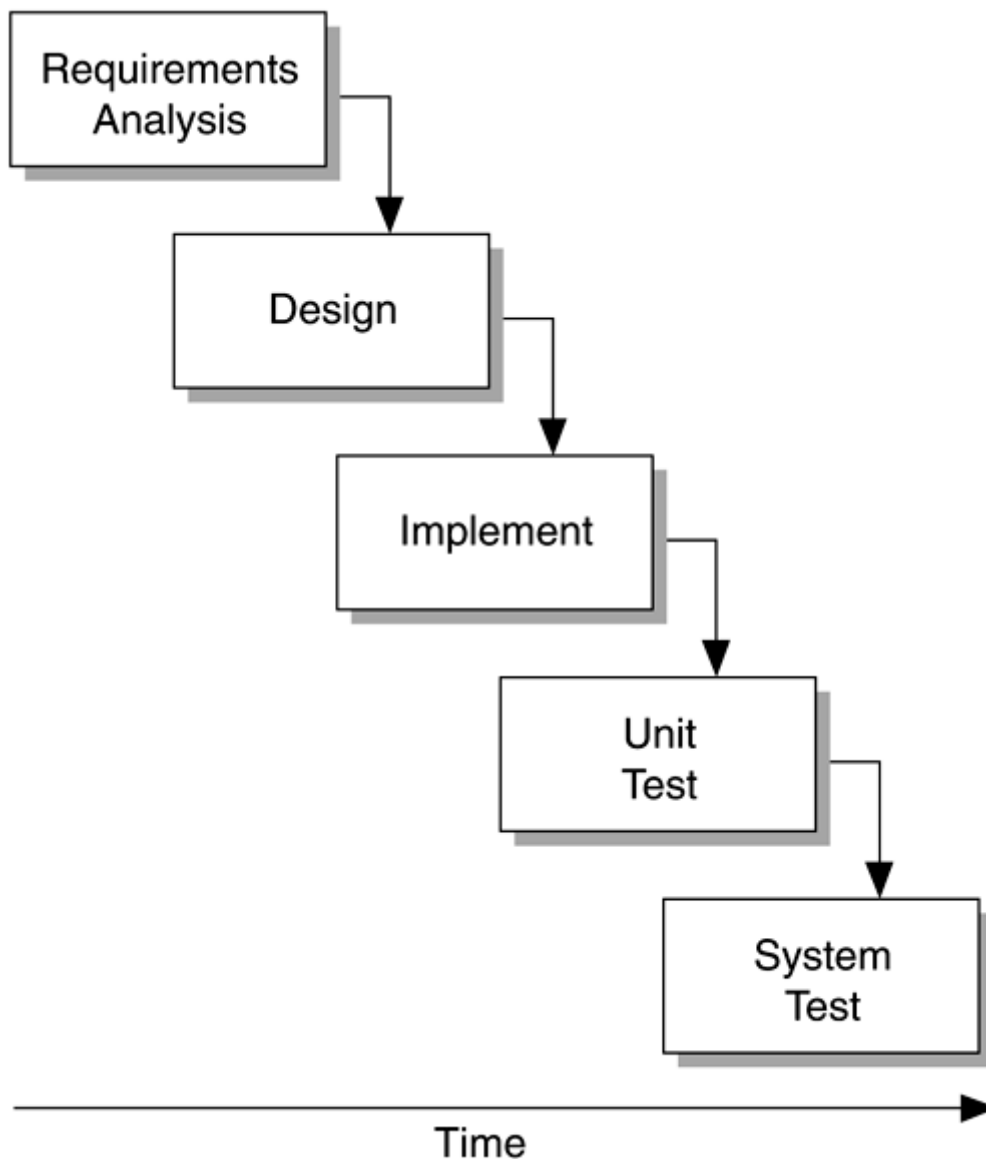 Requirements
Analysis
Design
Implement
Unit
Test
System
Test
Time